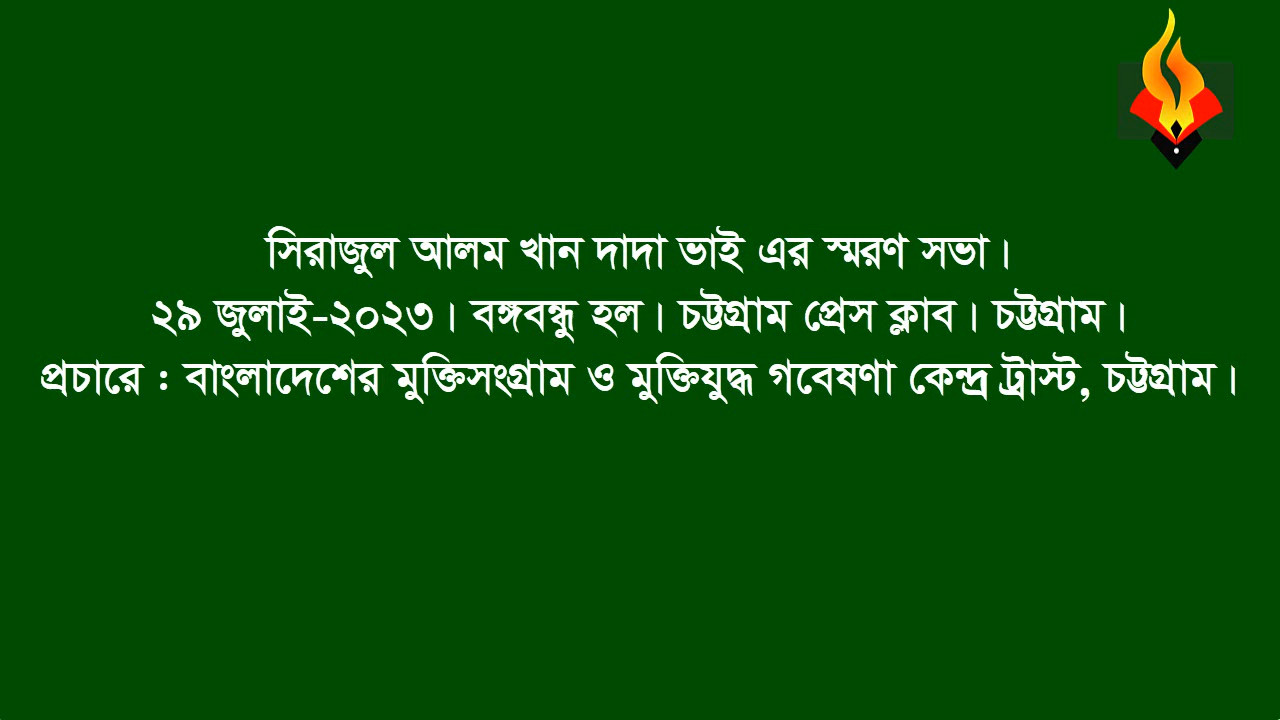 সিরাজুল আলম খান দাদা ভাই এর স্মরণ সভা।
২৯ জুলাই-২০২৩। বঙ্গবন্ধু হল। চট্টগ্রাম প্রেস ক্লাব। চট্টগ্রাম।
প্রচারে : বাংলাদেশের মুক্তিসংগ্রাম ও মুক্তিযুদ্ধ গবেষণা কেন্দ্র ট্রাস্ট, চট্টগ্রাম।